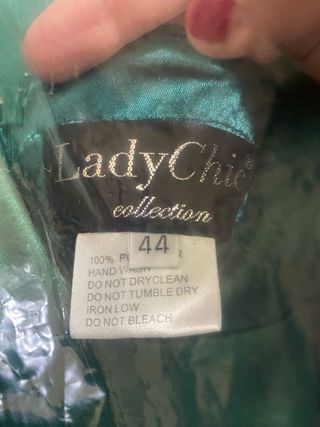 LadyChic®
collection
44
100%
HAND WASH
DO NOT DRYCLEAN
DO NOT TUMBLE DRY
IRON LOW
DO NOT BLEACH